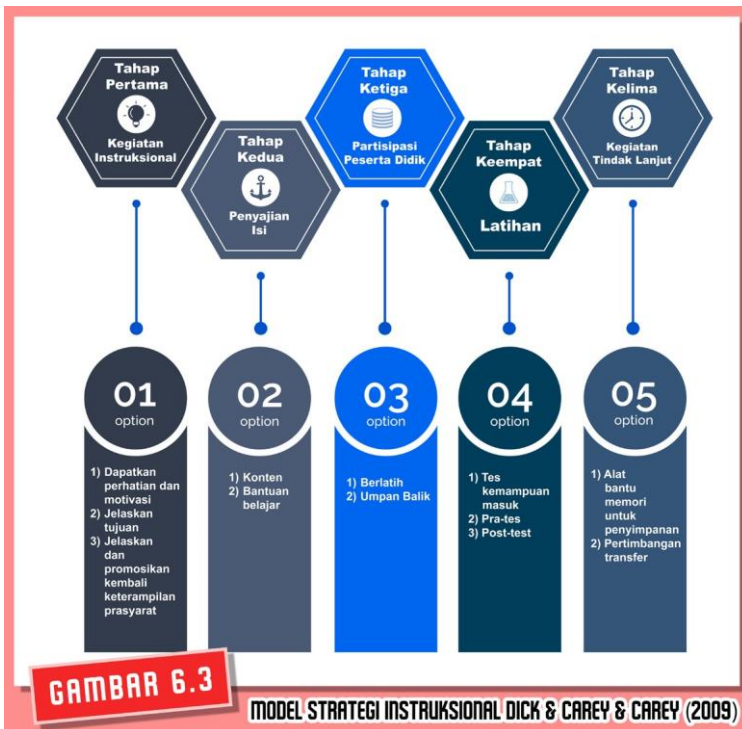 Tahap
Pertama
Kegiatan
Instruksional
Tahap
Kedua
Penyajian
Isi
Tahap
Ketiga
Partisipasi
Peserta Didik
Tahap
Keempat
Latihan
Tahap
Kelima
Kegiatan
Tindak Lanjut
01
option
1) Dapatkan
perhatian dan
motivasi
2) Jelaskan
tujuan
3) Jelaskan
dan
promosikan
kembali
keterampilan
prasyarat
02
option
1) Konten
2) Bantuan
belajar
03
option
1) Berlatih
2) Umpan Balik
04
option
1) Tes
kemampuan
masuk
2) Pra-tes
3) Post-test
05
option
1) Alat
bantu
memori
untuk
penyimpanan
2) Pertimbangan
transfer
GAMBAR 6.3
MODEL STRATEGI INSTRUKSIONAL DICK & CAREY & CAREY (2009)